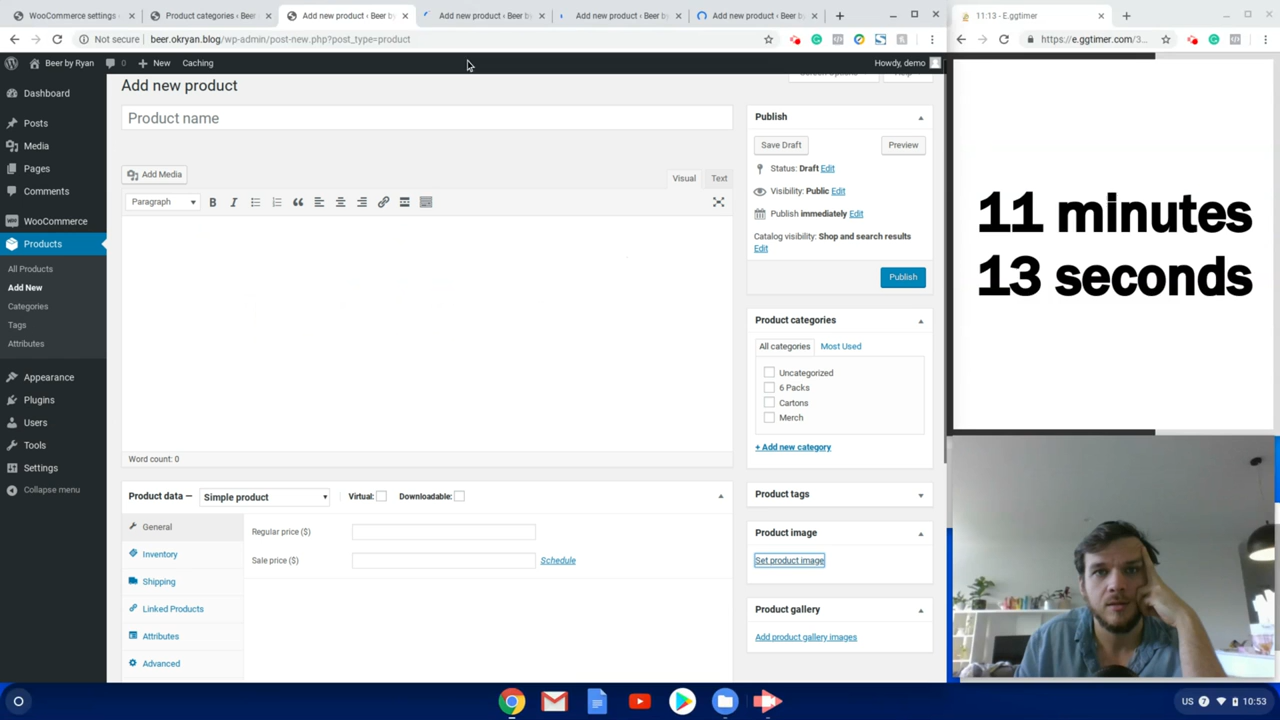 WooCommerce settings
Product categories ‹ Bee
Add new product ‹ Beer b
Add new product ‹ Beer by
Add new product ‹ Beer by
Add new product ‹ Beer by
11:13 - E.ggtimer
Not secure
beer.okryan.blog/wp-admin/post-new.php?post_type=product
https://e.ggtimer.com/3...
Beer by Ryan
0
New
Caching
Howdy, demo
Dashboard
Posts
Media
Pages
Comments
WooCommerce
Products
All Products
Add New
Categories
Tags
Attributes
Appearance
Plugins
Users
Tools
Settings
Collapse menu
Add new product
Product name
Add Media
Visual
Text
Paragraph
Word count: 0
Product data —
Simple product
Virtual:
Downloadable:
General
Inventory
Shipping
Linked Products
Attributes
Advanced
Regular price ($)
Sale price ($)
Schedule
Publish
Save Draft
Preview
Status: Draft Edit
Visibility: Public Edit
Publish immediately Edit
Catalog visibility: Shop and search results
Edit
Publish
Product categories
All categories
Most Used
Uncategorized
6 Packs
Cartons
Merch
+ Add new category
Product tags
Product image
Set product image
Product gallery
Add product gallery images
11 minutes
13 seconds
US
7
10:53